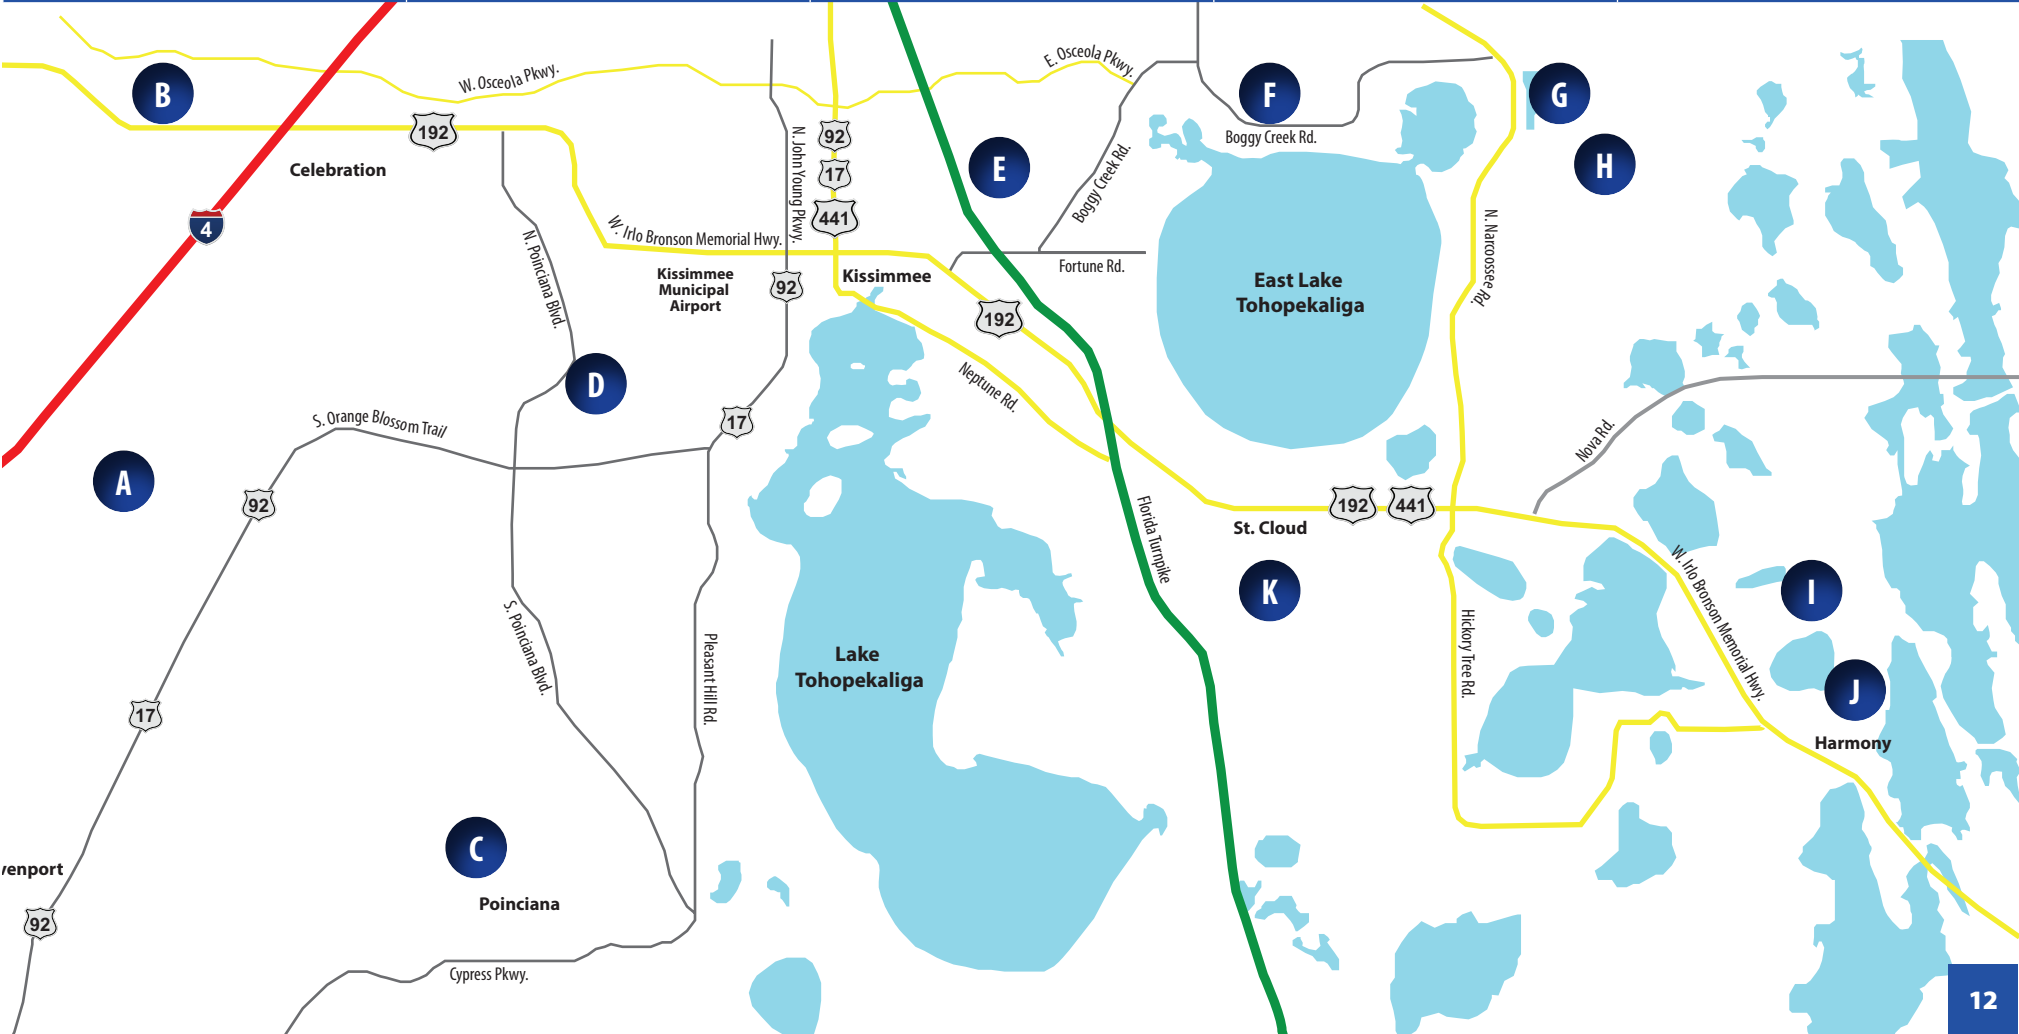 B
W. Osceola Pkwy.
192
Celebration
4
N. Poinciana Blvd.
W. Irlo Bronson Memorial Hwy.
N. John Young Pkwy.
92
17
441
Kissimmee
Municipal
Airport
92
Kissimmee
E
E. Osceola Pkwy.
Boggy Creek Rd.
Fortune Rd.
192
F
Boggy Creek Rd.
G
H
East Lake
Tohopekaliga
N. Narcoossee Rd.
D
S. Orange Blossom Trail
17
Neptune Rd.
A
92
Nova Rd.
192
441
St. Cloud
Florida Turnpike
K
W. Irlo Bronson Memorial Hwy.
I
S. Poinciana Blvd.
Pleasant Hill Rd.
Lake
Tohopekaliga
Hickory Tree Rd.
J
Harmony
17
C
venport
Poinciana
92
Cypress Pkwy.
12